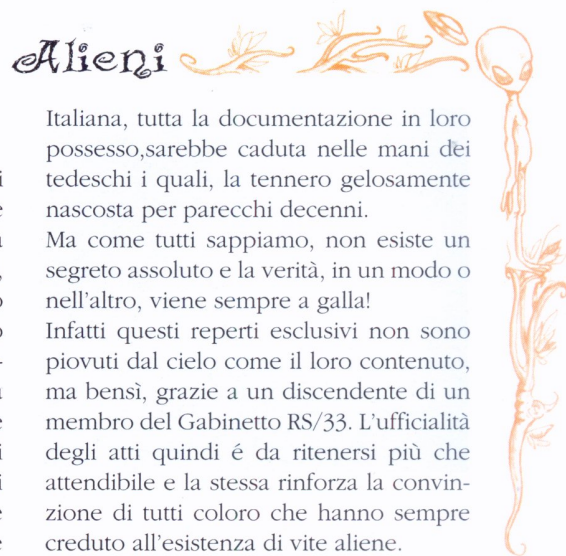 Alieni
Italiana, tutta la documentazione in loro
possesso,sarebbe caduta nelle mani dei
tedeschi i quali, la tennero gelosamente
nascosta per parecchi decenni.
Ma come tutti sappiamo, non esiste un
segreto assoluto e la verità, in un modo o
nell'altro, viene sempre a galla!
Infatti questi reperti esclusivi non sono
piovuti dal cielo come il loro contenuto,
ma bensì, grazie a un discendente di un
membro del Gabinetto RS/33. L'ufficialità
degli atti quindi é da ritenersi più che
attendibile e la stessa rinforza la convin-
zione di tutti coloro che hanno sempre
creduto all'esistenza di vite aliene.